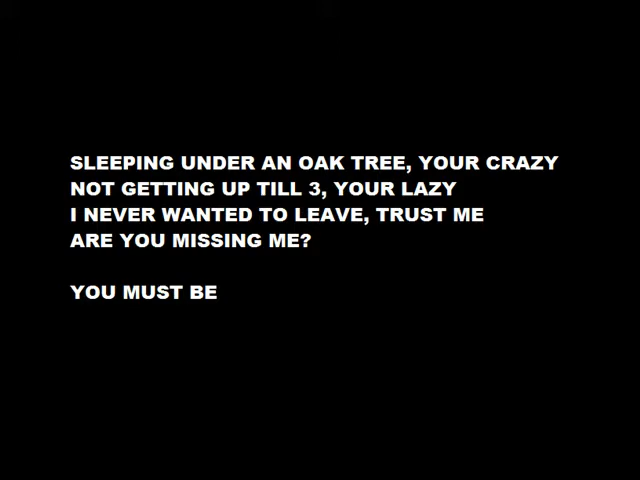 SLEEPING UNDER AN OAK TREE, YOUR CRAZY
NOT GETTING UP TILL 3, YOUR LAZY
I NEVER WANTED TO LEAVE, TRUST ME
ARE YOU MISSING ME?
YOU MUST BE